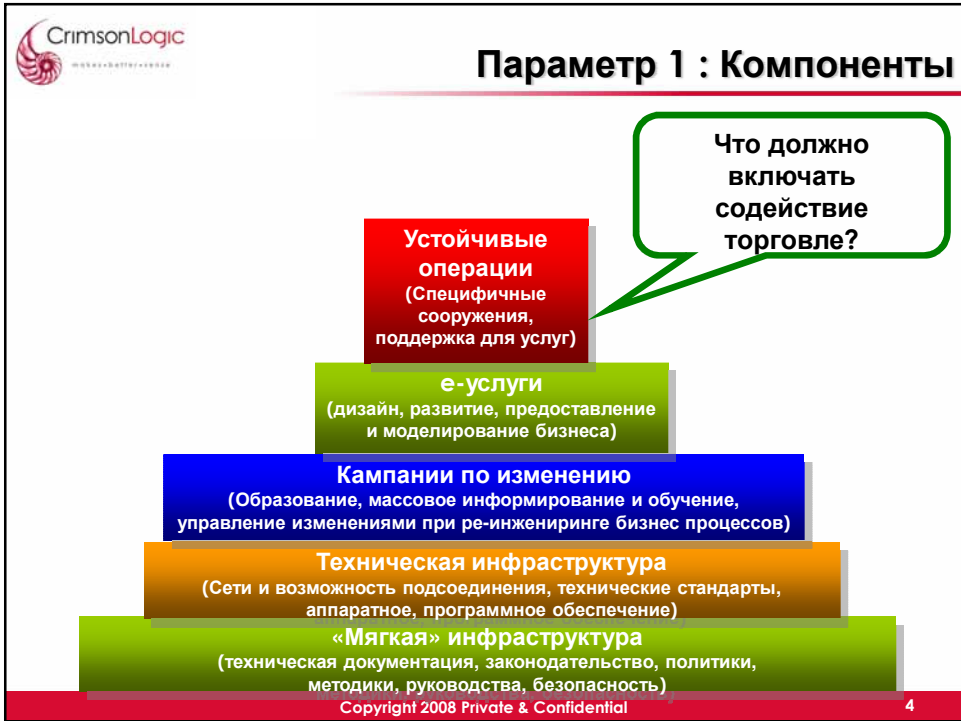 CrimsonLogic
makes•better•sense
Параметр 1 : Компоненты
Что должно
включать
содействие
торговле?
Устойчивые
операции
(Специфичные
сооружения,
поддержка для услуг)
е-услуги
(дизайн, развитие, предоставление
и моделирование бизнеса)
Кампании по изменению
(Образование, массовое информирование и обучение,
управление изменениями при ре-инжениринге бизнес процессов)
Техническая инфраструктура
(Сети и возможность подсоединения, технические стандарты,
аппаратное, программное обеспечение)
«Мягкая» инфраструктура
(техническая документация, законодательство, политики,
методики, руководства, безопасность)
Copyright 2008 Private & Confidential
4